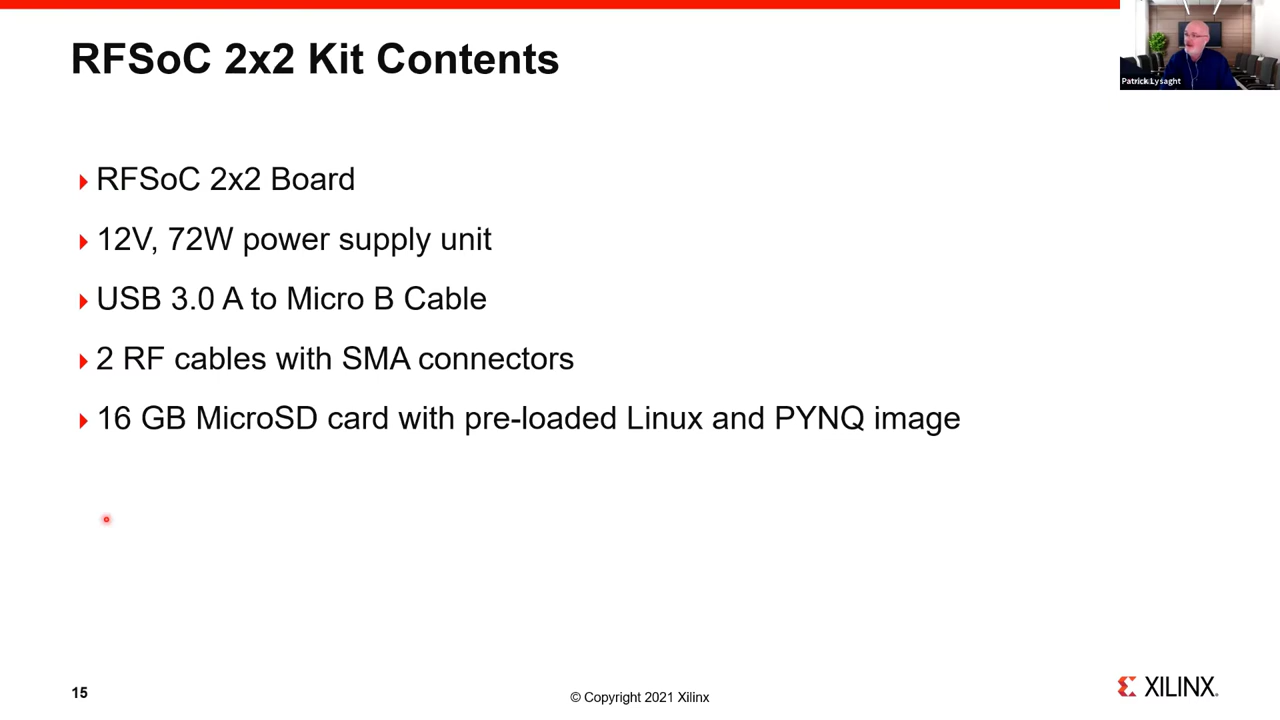 RFSoC 2x2 Kit Contents
Patrick Lysaght
RFSoC 2x2 Board
12V, 72W power supply unit
USB 3.0 A to Micro B Cable
2 RF cables with SMA connectors
16 GB MicroSD card with pre-loaded Linux and PYNQ image
15
© Copyright 2021 Xilinx
XILINX.